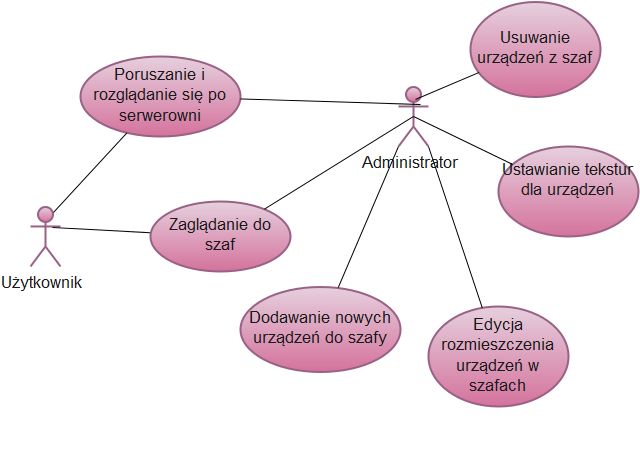 Usuwanie
urządzeń z szaf
Poruszanie i
rozglądanie się po
serwerowni
Administrator
Ustawianie tekstur
dla urządzeń
Zaglądanie do
szaf
Użytkownik
Dodawanie nowych
urządzeń do szafy
Edycja
rozmieszczenia
urządzeń w
szafach